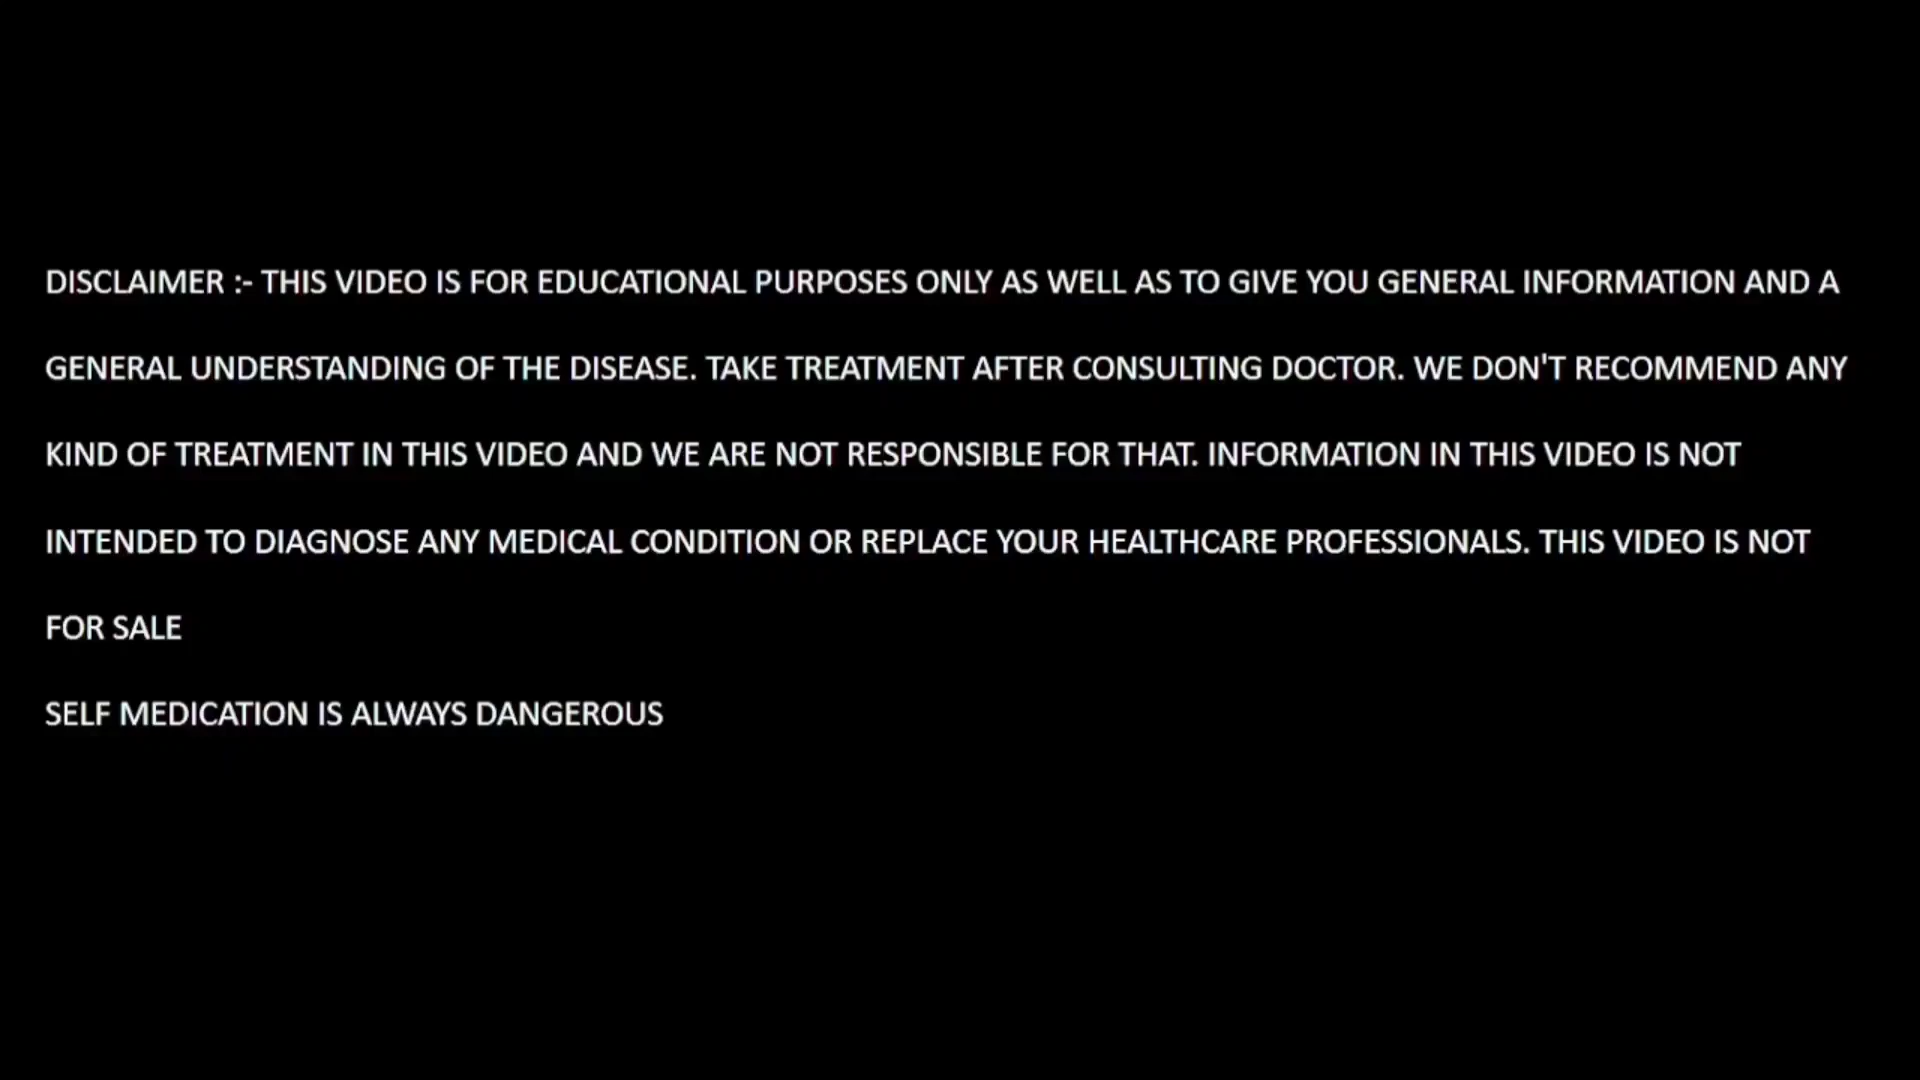 DISCLAIMER :- THIS VIDEO IS FOR EDUCATIONAL PURPOSES ONLY AS WELL AS TO GIVE YOU GENERAL INFORMATION AND A
GENERAL UNDERSTANDING OF THE DISEASE. TAKE TREATMENT AFTER CONSULTING DOCTOR. WE DON'T RECOMMEND ANY
KIND OF TREATMENT IN THIS VIDEO AND WE ARE NOT RESPONSIBLE FOR THAT. INFORMATION IN THIS VIDEO IS NOT
INTENDED TO DIAGNOSE ANY MEDICAL CONDITION OR REPLACE YOUR HEALTHCARE PROFESSIONALS. THIS VIDEO IS NOT
FOR SALE
SELF MEDICATION IS ALWAYS DANGEROUS